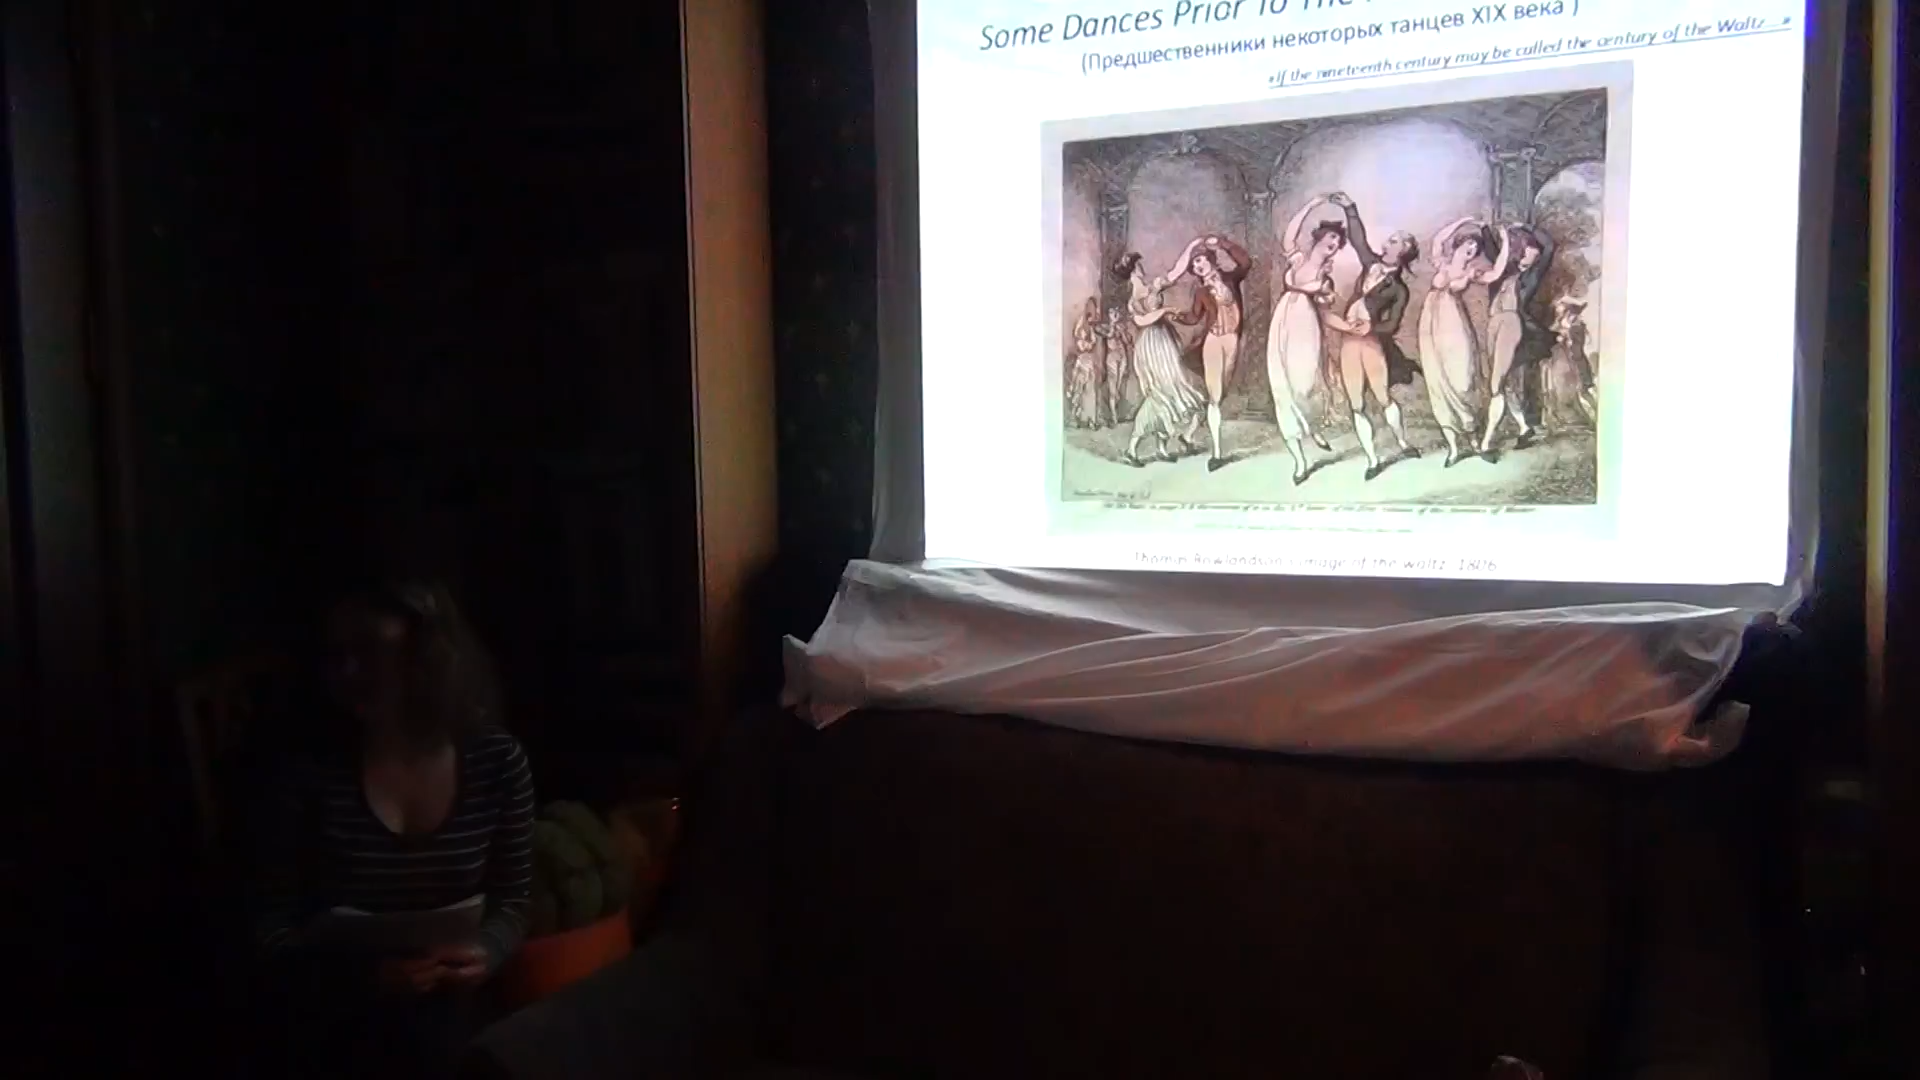 Some Dances Prior To The
(Предшественники некоторых танцев XIX века )
«If the nineteenth century may be called the century of the Waltz...»
Thomas Rowlandson's image of the waltz, 1806